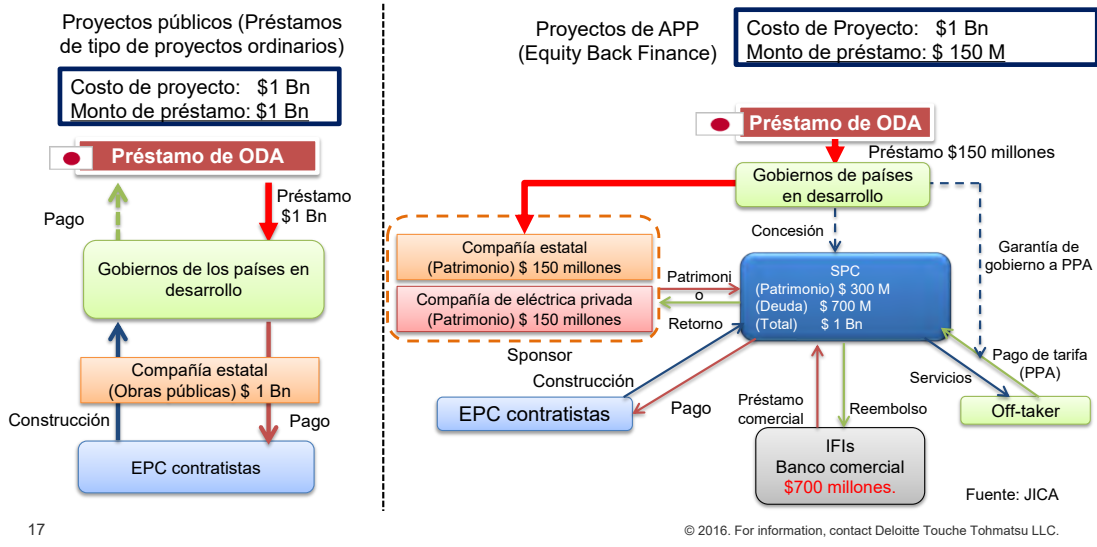 Proyectos públicos (Préstamos
de tipo de proyectos ordinarios)
Costo de proyecto: $1 Bn
Monto de préstamo: $1 Bn
Préstamo de ODA
Pago
Préstamo
$1 Bn
Gobiernos de los países en
desarrollo
Compañía estatal
(Obras públicas) $ 1 Bn
Construcción
Pago
EPC contratistas
Proyectos de APP
(Equity Back Finance)
Costo de Proyecto: $1 Bn
Monto de préstamo: $ 150 M
Préstamo de ODA
Préstamo $150 millones
Gobiernos de países
en desarrollo
Concesión
Garantía de
gobierno a PPA
Compañía estatal
(Patrimonio) $ 150 millones
Compañía de eléctrica privada
(Patrimonio) $ 150 millones
Sponsor
Patrimoni
o
Retorno
SPC
(Patrimonio) $ 300 M
(Deuda) $ 700 M
(Total) $ 1 Bn
Construcción
Pago
EPC contratistas
Préstamo
comercial
Reembolso
Servicios
Pago de tarifa
(PPA)
Off-taker
IFIs
Banco comercial
$700 millones.
Fuente: JICA
17
© 2016. For information, contact Deloitte Touche Tohmatsu LLC.